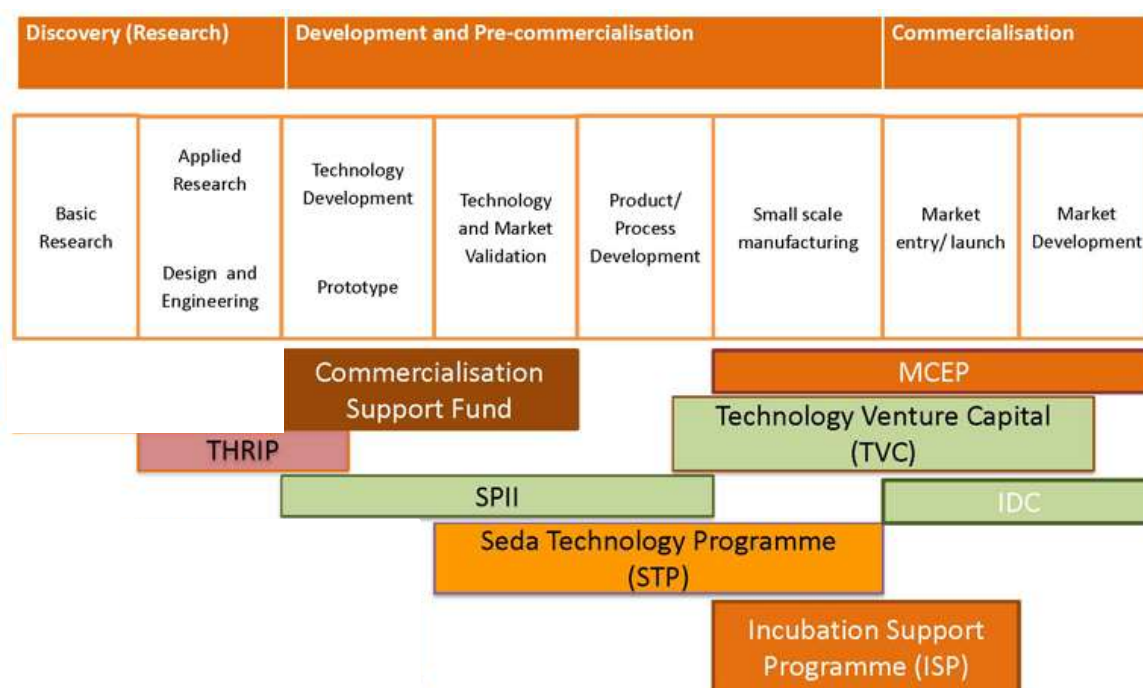 Discovery (Research)
Development and Pre-commercialisation
Commercialisation
Basic
Research
Applied
Research
Design and
Engineering
Technology
Development
Prototype
Technology
and Market
Validation
Product/
Process
Development
Small scale
manufacturing
Market
entry/ launch
Market
Development
Commercialisation
Support Fund
MCEP
Technology Venture Capital
(TVC)
THRIP
SPII
IDC
Seda Technology Programme
(STP)
Incubation Support
Programme (ISP)